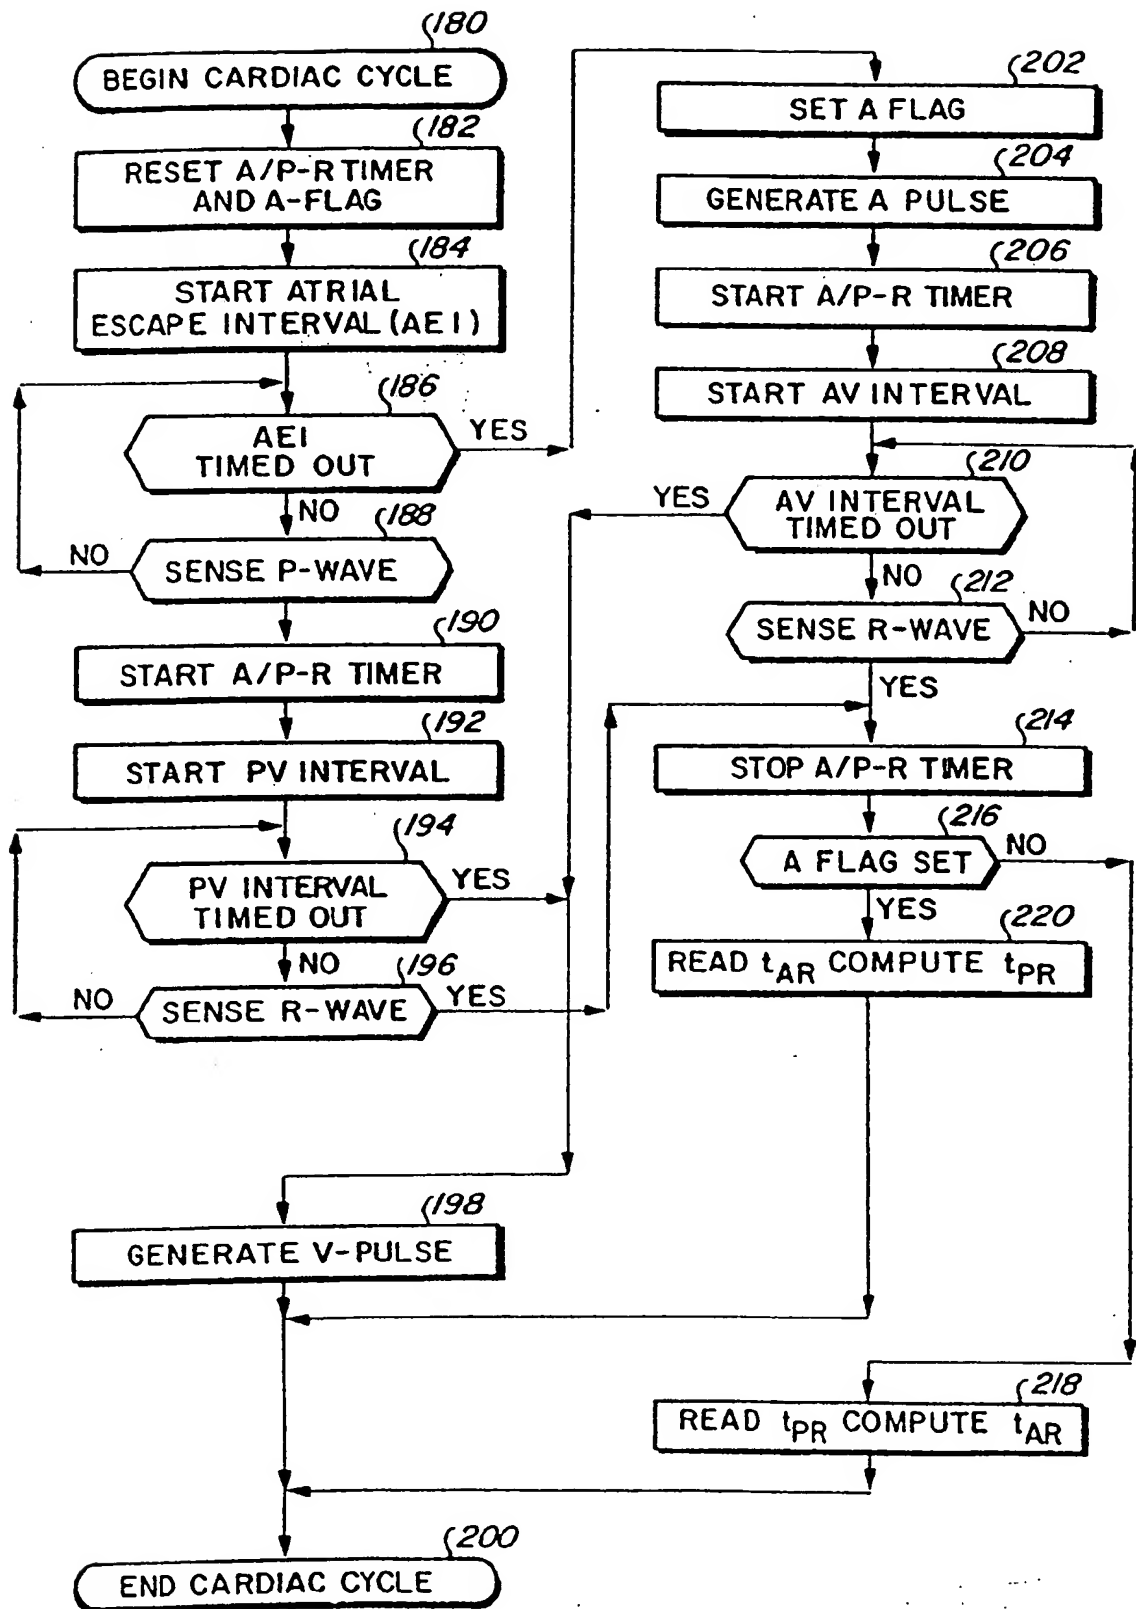 180
BEGIN CARDIAC CYCLE
182
RESET A/P-R TIMER
AND A-FLAG
184
START ATRIAL
ESCAPE INTERVAL (AEI)
186
AEI
TIMED OUT
YES
NO
188
SENSE P-WAVE
NO
190
START A/P-R TIMER
192
START PV INTERVAL
194
PV INTERVAL
TIMED OUT
YES
NO
196
SENSE R-WAVE
NO
YES
198
GENERATE V-PULSE
200
END CARDIAC CYCLE
202
SET A FLAG
204
GENERATE A PULSE
206
START A/P-R TIMER
208
START AV INTERVAL
210
AV INTERVAL
TIMED OUT
YES
NO
212
SENSE R-WAVE
NO
YES
214
STOP A/P-R TIMER
216
A FLAG SET
NO
YES
220
READ tAR COMPUTE tPR
218
READ tPR COMPUTE tAR